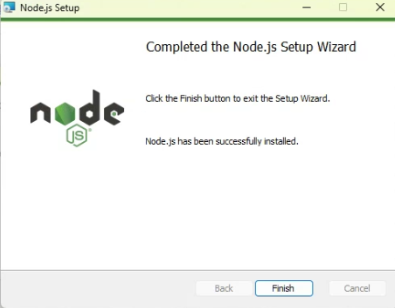 Node.js Setup
Completed the Node.js Setup Wizard
Click the Finish button to exit the Setup Wizard.
node
JS
Node.js has been successfully installed.
Back
Finish
Cancel